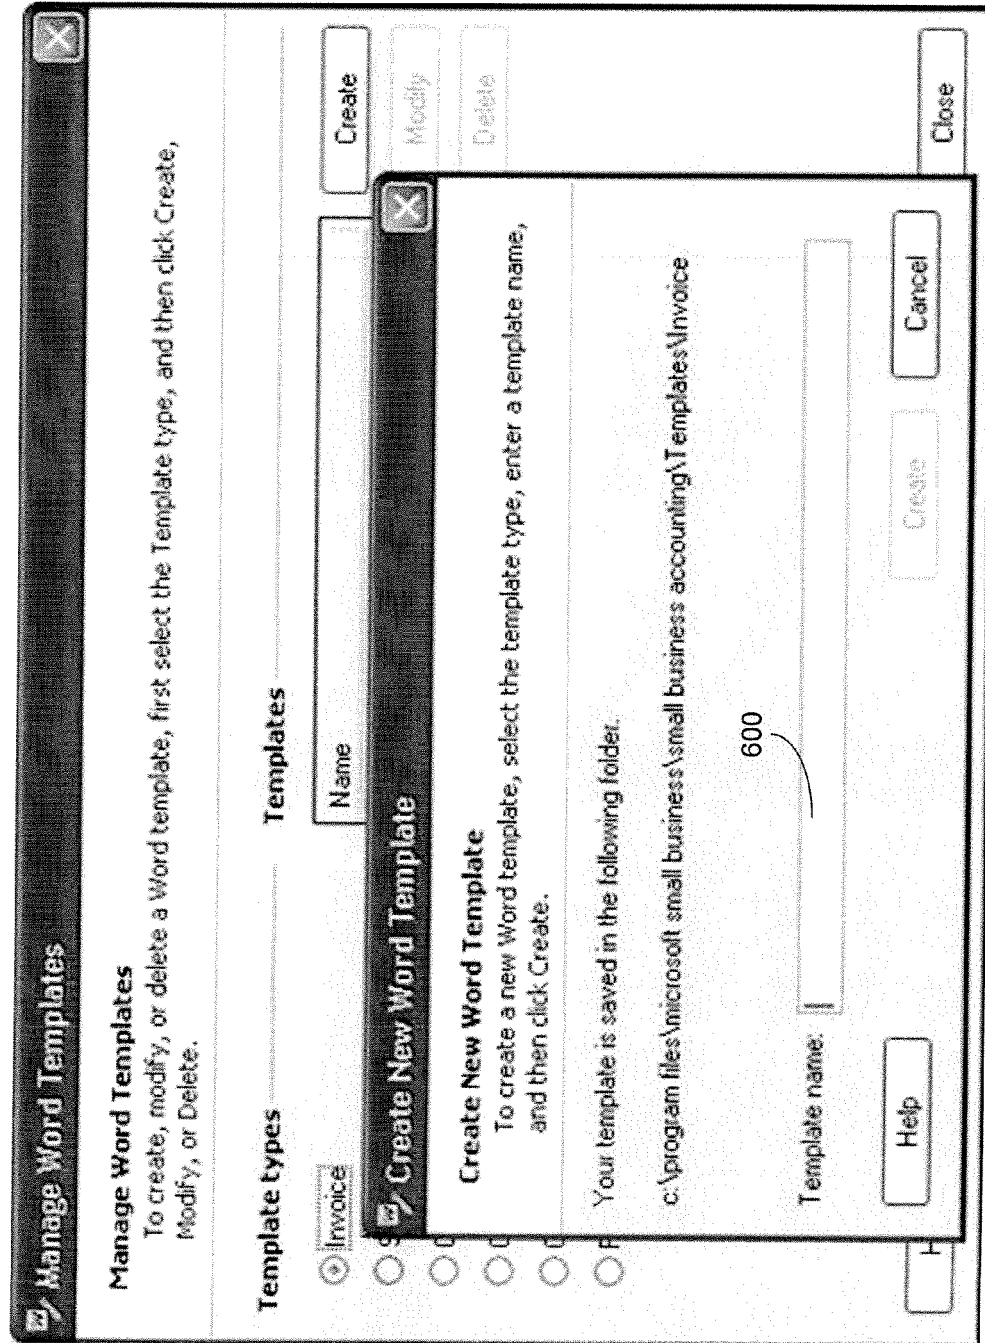 Manage Word Templates
Manage Word Templates
To create, modify, or delete a Word template, first select the Template type, and then click Create,
Modify, or Delete.
Template types
Templates
Invoice
Name
Create
Modify
Delete
Close
Create New Word Template
Create New Word Template
To create a new Word template, select the template type, enter a template name,
and then click Create.
Your template is saved in the following folder.
c:\program files\microsoft small business\small business accounting\Templates\Invoice
600
Template name:
Help
Create
Cancel
H